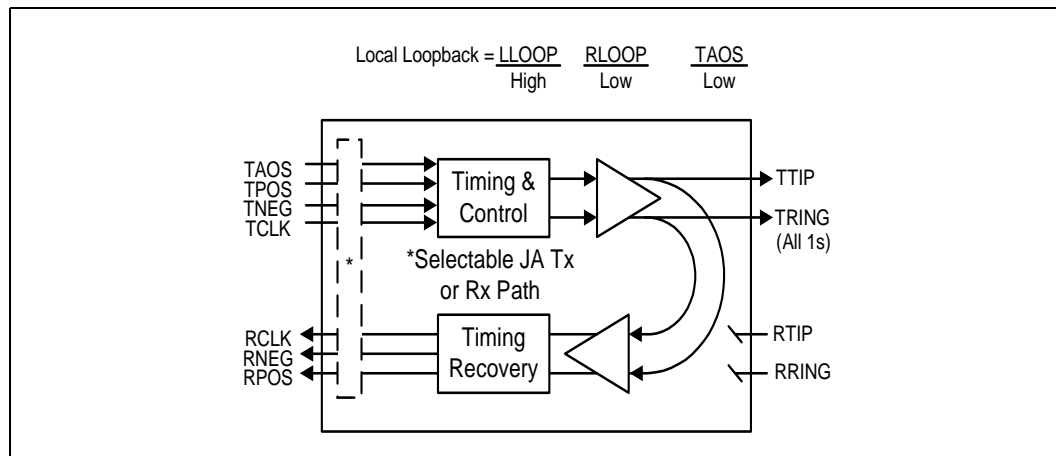 Local Loopback = LLOOP RLOOP TAOS
High Low Low
TAOS
TPOS
TNEG
TCLK
Timing &
Control
TTIP
TRING
(All 1s)
*
*Selectable JA Tx
or Rx Path
RCLK
RNEG
RPOS
Timing
Recovery
RTIP
RRING